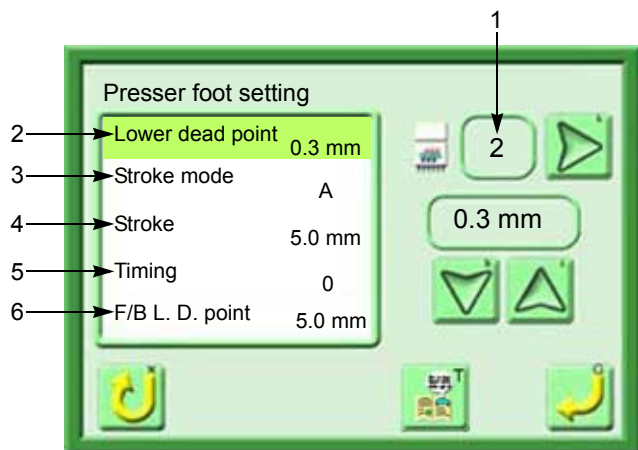 1
Presser foot setting
2 Lower dead point 0.3 mm
3 Stroke mode A
4 Stroke 5.0 mm
5 Timing 0
6 F/B L. D. point 5.0 mm
2
0.3 mm
T